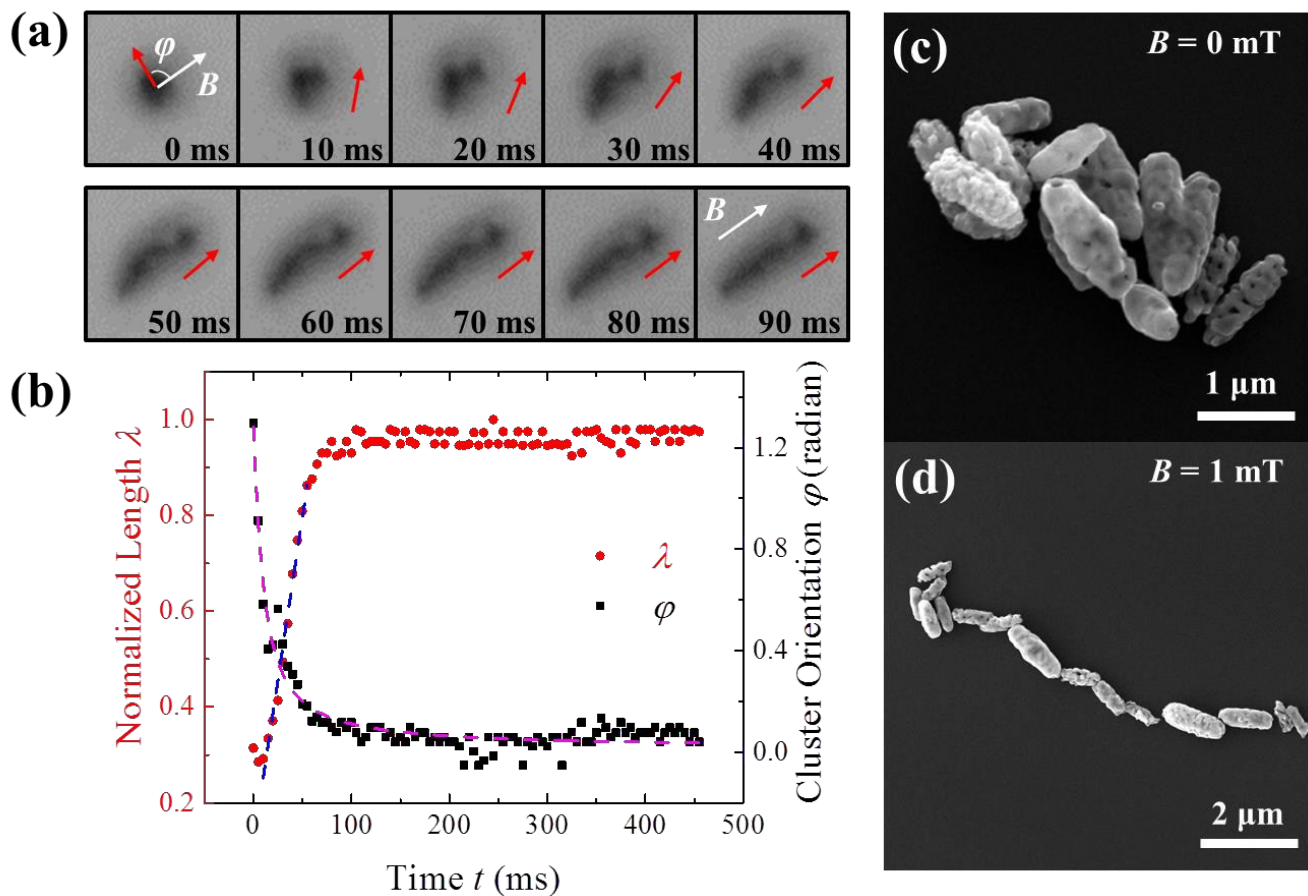 (a)
φ
B
0 ms
10 ms
20 ms
30 ms
40 ms
50 ms
60 ms
70 ms
80 ms
B
90 ms
(b)
Normalized Length λ
1.0
0.8
0.6
0.4
0.2
λ
φ
1.2
0.8
0.4
0.0
Cluster Orientation φ (radian)
0
100
200
300
400
500
Time t (ms)
(c)
B = 0 mT
1 μm
(d)
B = 1 mT
2 μm